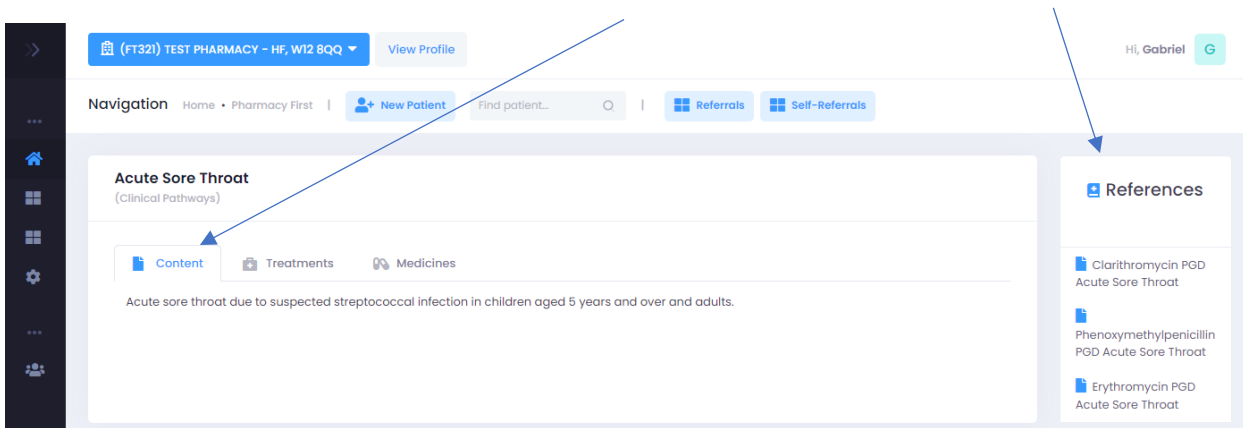 (FT321) TEST PHARMACY - HF, W12 8QQ View Profile Hi, Gabriel G
Navigation Home • Pharmacy First | New Patient Find patient... | Referrals Self-Referrals
Acute Sore Throat
(Clinical Pathways)
Content Treatments Medicines
Acute sore throat due to suspected streptococcal infection in children aged 5 years and over and adults.
References
Clarithromycin PGD
Acute Sore Throat
Phenoxymethylpenicillin
PGD Acute Sore Throat
Erythromycin PGD
Acute Sore Throat